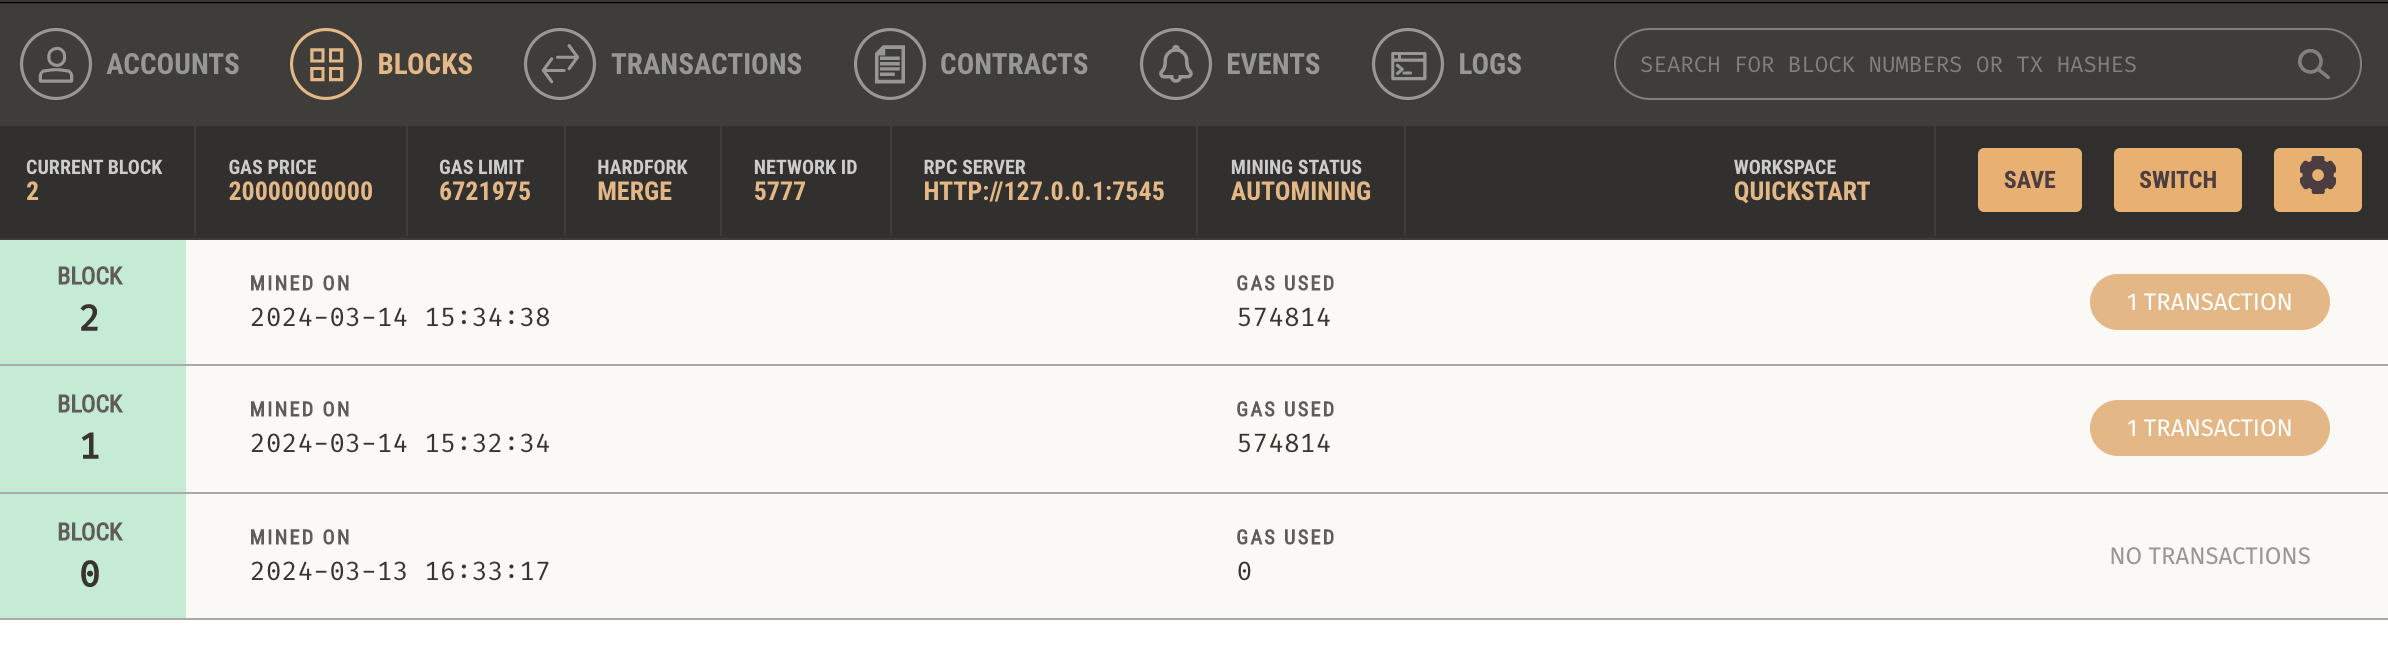 ACCOUNTS BLOCKS TRANSACTIONS CONTRACTS EVENTS LOGS SEARCH FOR BLOCK NUMBERS OR TX HASHES
CURRENT BLOCK GAS PRICE GAS LIMIT HARDFORK NETWORK ID RPC SERVER MINING STATUS WORKSPACE
2 20000000000 6721975 MERGE 5777 HTTP://127.0.0.1:7545 AUTOMINING QUICKSTART SAVE SWITCH
BLOCK MINED ON GAS USED
2 2024-03-14 15:34:38 574814 1 TRANSACTION
BLOCK MINED ON GAS USED
1 2024-03-14 15:32:34 574814 1 TRANSACTION
BLOCK MINED ON GAS USED
0 2024-03-13 16:33:17 0 NO TRANSACTIONS